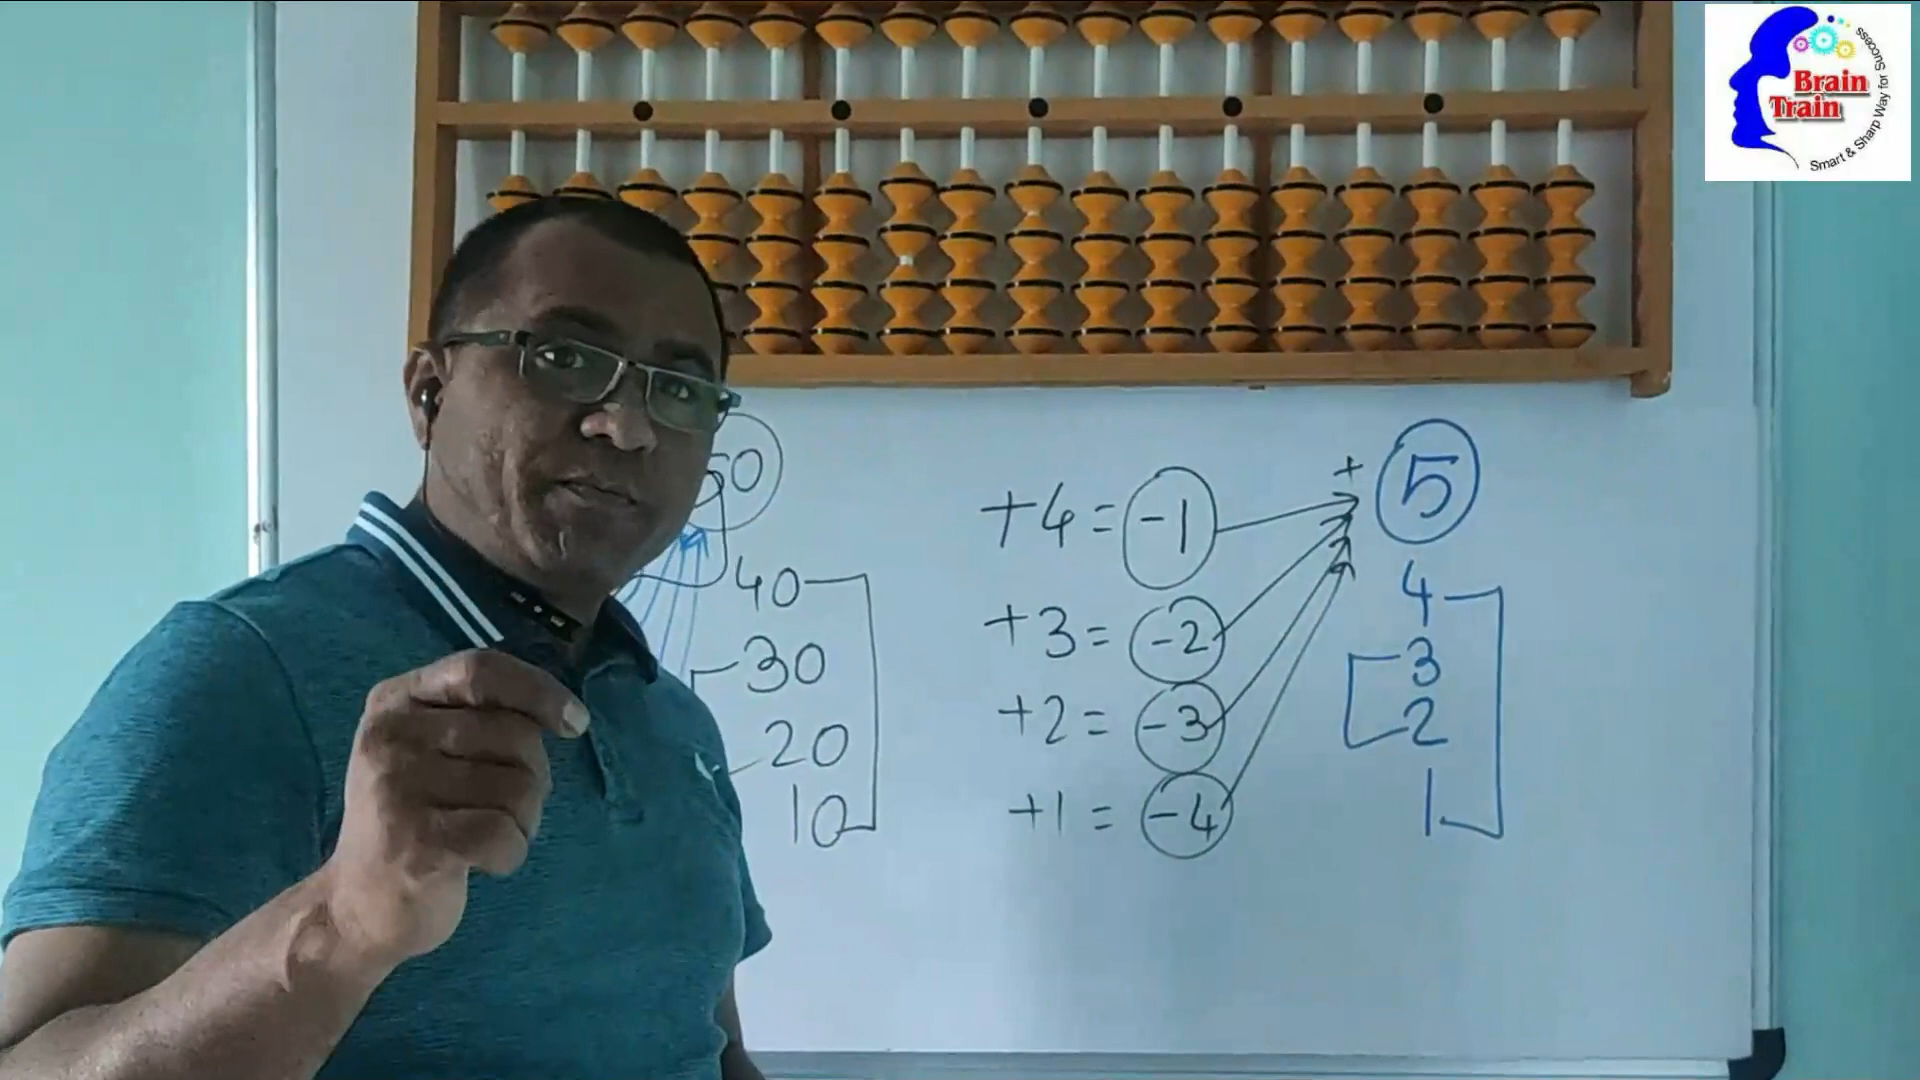 Brain
Train
Smart & Sharp Way for Success
50
40
30
20
10
+4 = -1
+3 = -2
+2 = -3
+1 = -4
+ 5
4
3
2
1